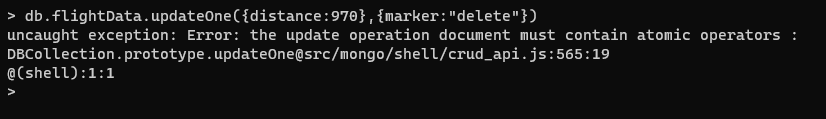 > db.flightData.updateOne({distance:970},{marker:"delete"})
uncaught exception: Error: the update operation document must contain atomic operators :
DBCollection.prototype.updateOne@src/mongo/shell/crud_api.js:565:19
@(shell):1:1
>